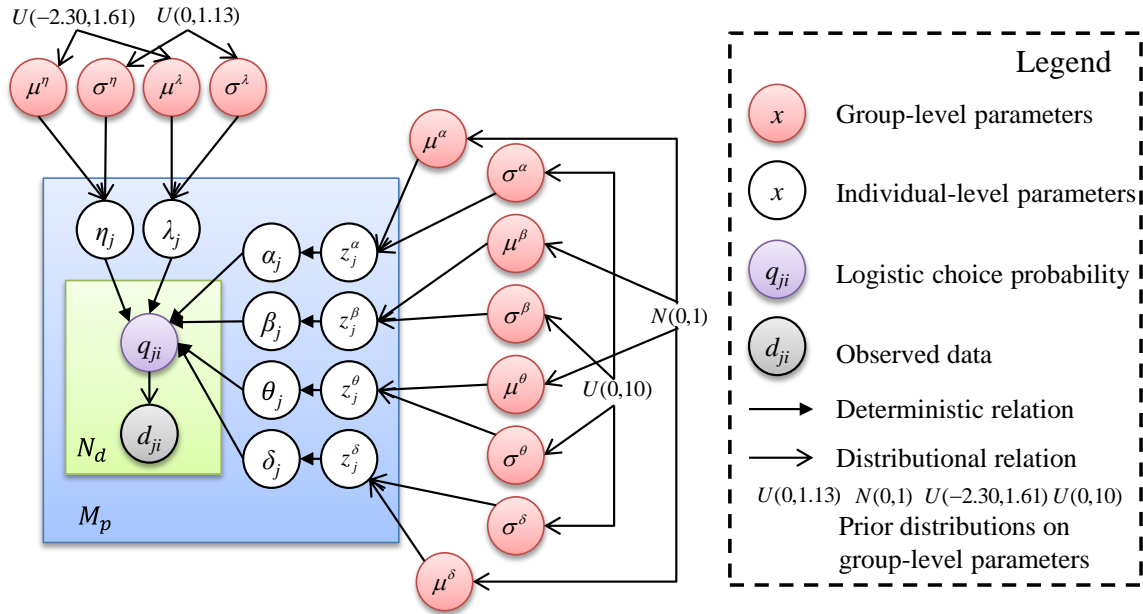 U(−2.30,1.61) U(0,1.13)
μ^η σ^η μ^λ σ^λ
μ^α
σ^α
η_j λ_j
α_j z_j^α
μ^β
β_j z_j^β
σ^β
N(0,1)
q_ji
θ_j z_j^θ
μ^θ
U(0,10)
d_ji
N_d
δ_j z_j^δ
σ^θ
M_p
σ^δ
μ^δ
Legend
x Group-level parameters
x Individual-level parameters
q_ji Logistic choice probability
d_ji Observed data
Deterministic relation
Distributional relation
U(0,1.13) N(0,1) U(−2.30,1.61) U(0,10)
Prior distributions on
group-level parameters